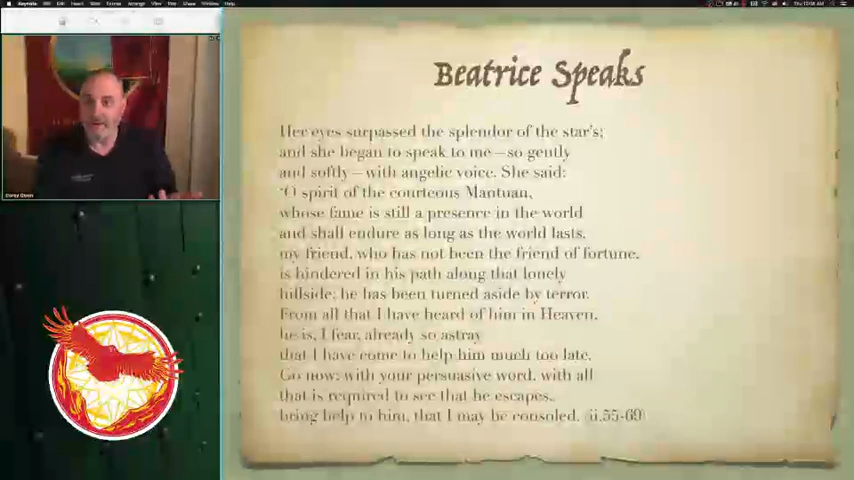 Beatrice Speaks
Her eyes surpassed the splendor of the star's;
and she began to speak to me—so gently
and softly—with angelic voice. She said:
'O spirit of the courteous Mantuan,
whose fame is still a presence in the world
and shall endure as long as the world lasts,
my friend, who has not been the friend of fortune,
is hindered in his path along that lonely
hillside; he has been turned aside by terror.
From all that I have heard of him in Heaven,
he is, I fear, already so astray
that I have come to help him much too late.
Go now; with your persuasive word, with all
that is required to see that he escapes,
bring help to him, that I may be consoled. (ii.55-69)